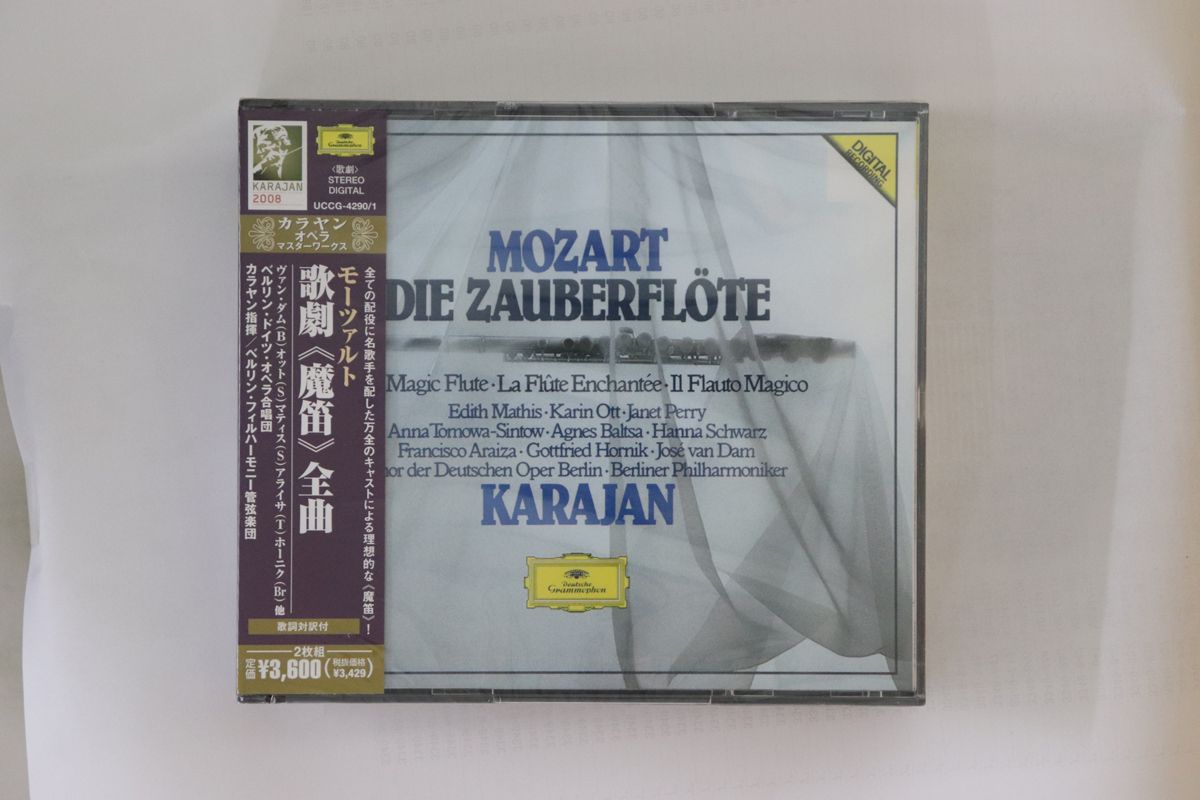 KARAJAN
2008
Deutsche
Grammophon
〈歌劇〉
STEREO
DIGITAL
UCCG-4290/1
カラヤン
オペラ
マスターワークス
全ての配役に名歌手を配した万全のキャストによる理想的な《魔笛》!
モーツァルト
歌劇《魔笛》全曲
ヴァン・ダム(B)オット(S)マティス(S)アライサ(T)ホーニク(Br)他
ベルリン・ドイツ・オペラ合唱団
カラヤン指揮/ベルリン・フィルハーモニー管弦楽団
歌詞対訳付
2枚組
定価¥3,600(税抜価格¥3,429)
DIGITAL
RECORDING
MOZART
DIE ZAUBERFLÖTE
Magic Flute·La Flûte Enchantée·Il Flauto Magico
Edith Mathis·Karin Ott·Janet Perry
Anna Tomowa-Sintow·Agnes Baltsa·Hanna Schwarz
Francisco Araiza·Gottfried Hornik·José van Dam
or der Deutschen Oper Berlin·Berliner Philharmoniker
KARAJAN
Deutsche
Grammophon